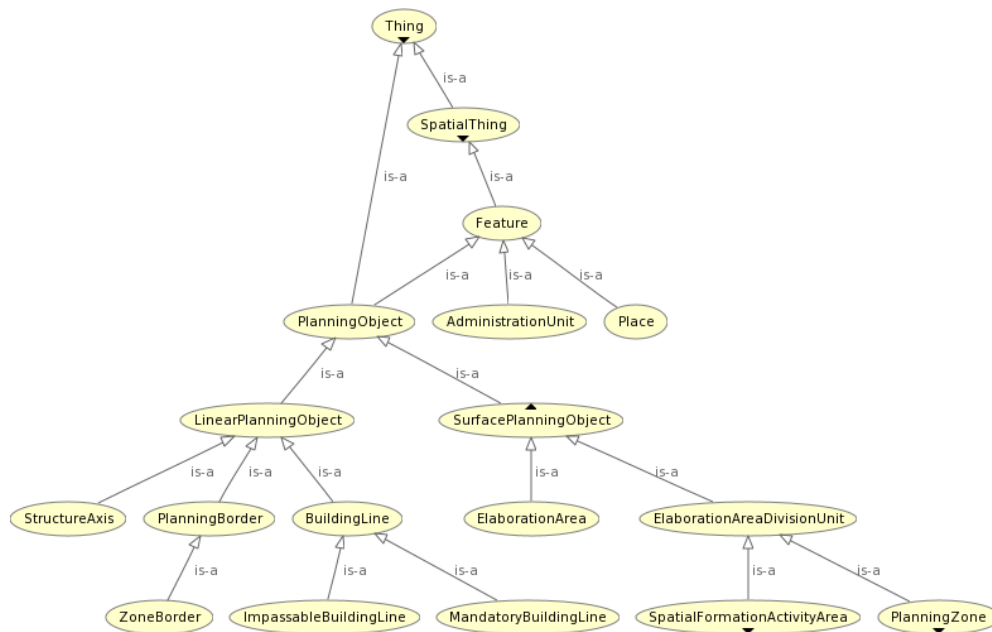 Thing
is-a
SpatialThing
is-a
is-a
Feature
is-a
is-a
is-a
PlanningObject
AdministrationUnit
Place
is-a
is-a
LinearPlanningObject
SurfacePlanningObject
is-a
is-a
is-a
is-a
is-a
StructureAxis
PlanningBorder
BuildingLine
ElaborationArea
ElaborationAreaDivisionUnit
is-a
is-a
is-a
is-a
is-a
ZoneBorder
ImpassableBuildingLine
MandatoryBuildingLine
SpatialFormationActivityArea
PlanningZone